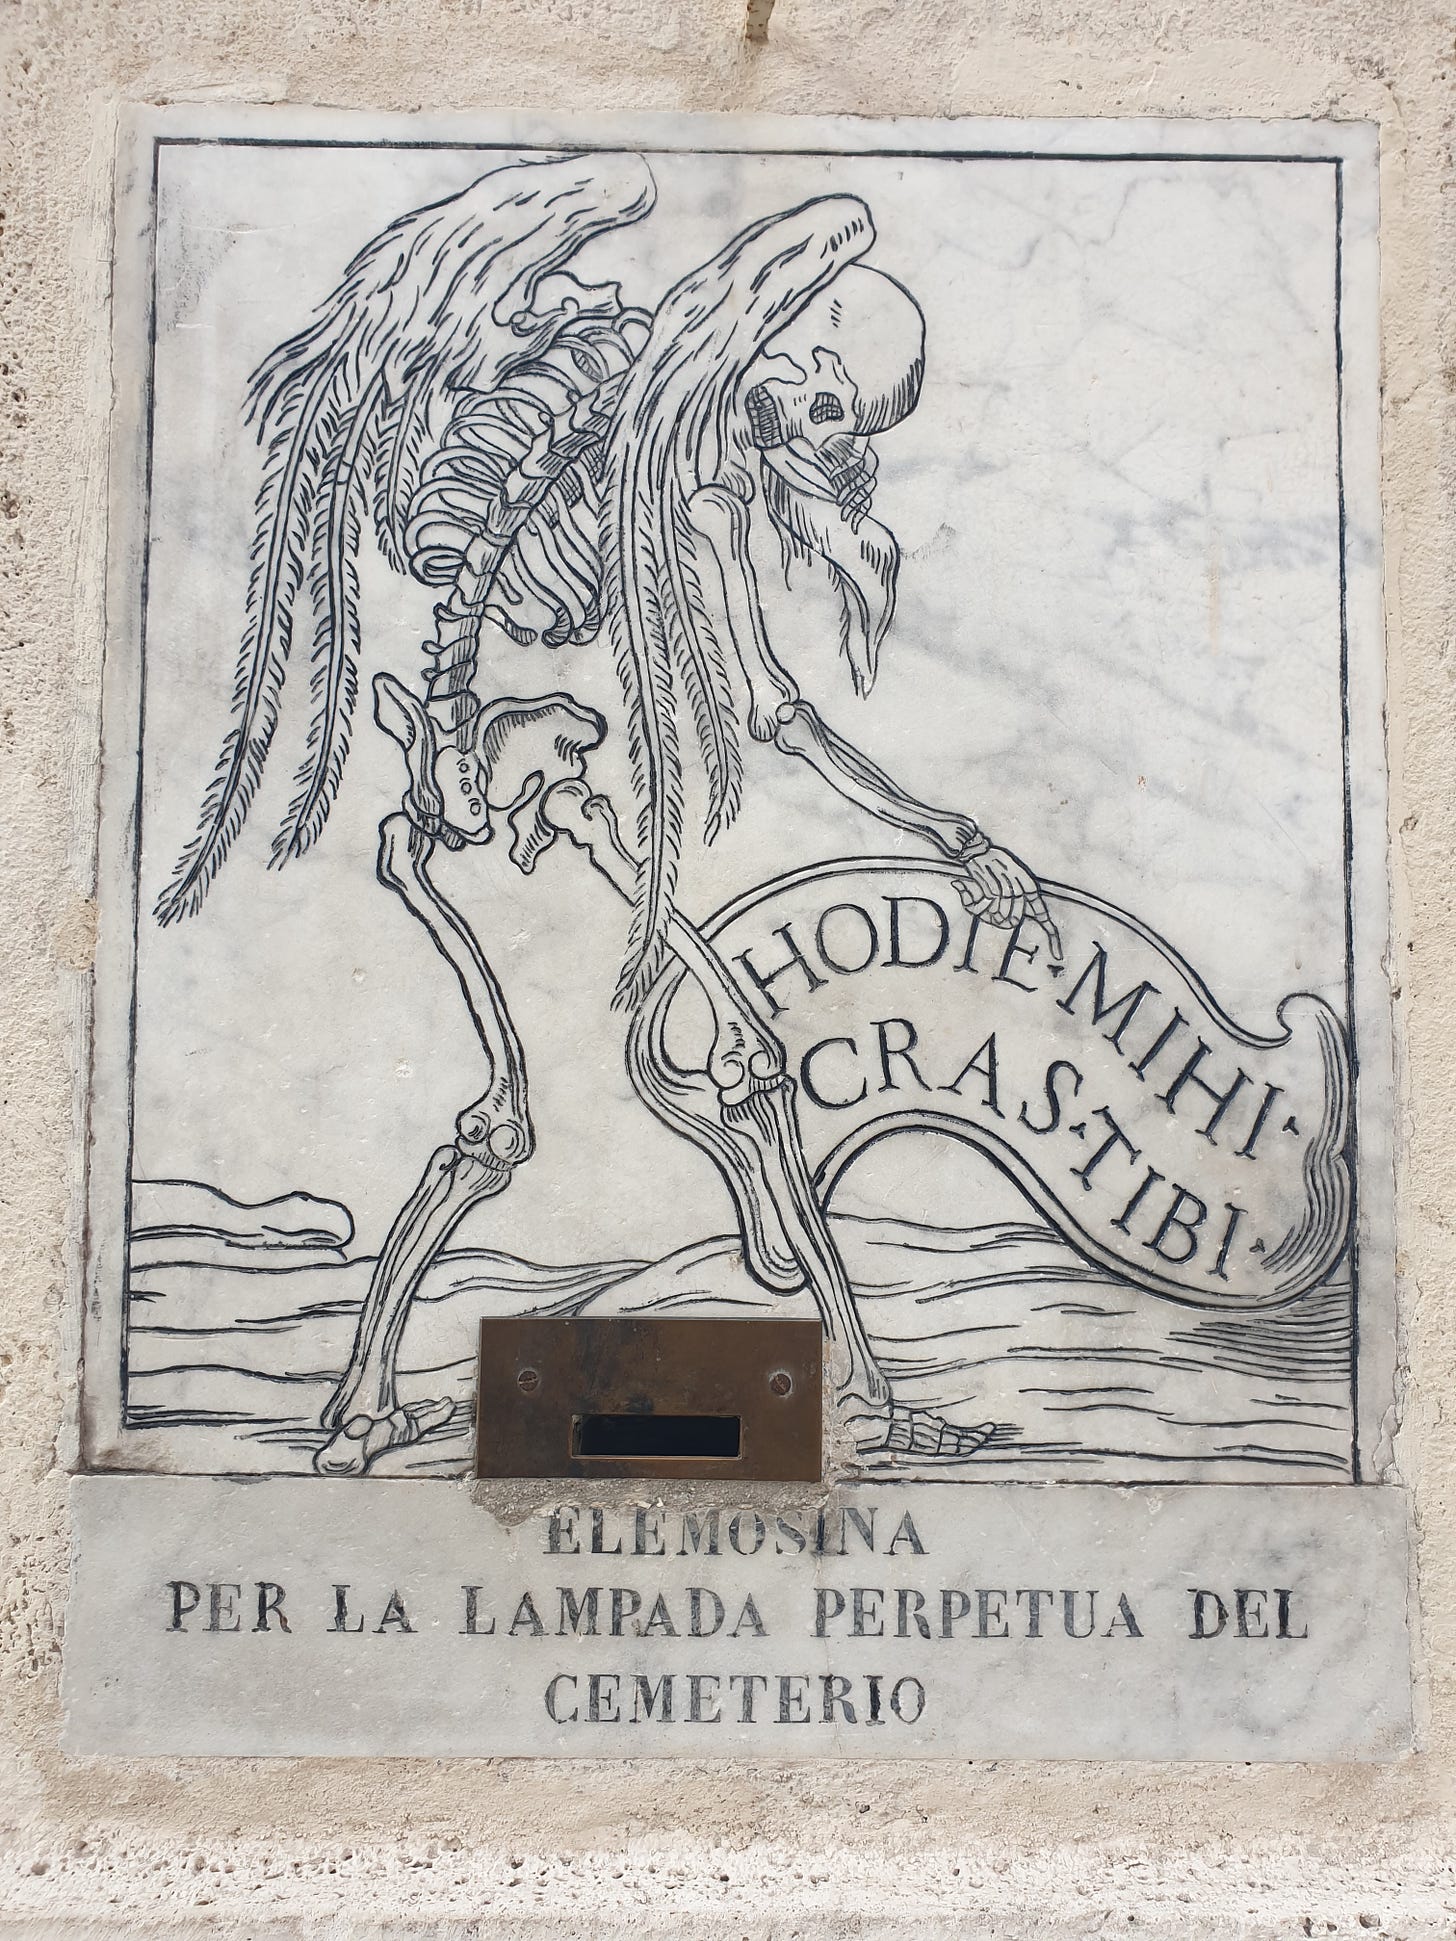 HODIE·MIHI·
CRAS·TIBI·
ELEMOSINA
PER LA LAMPADA PERPETUA DEL
CEMETERIO